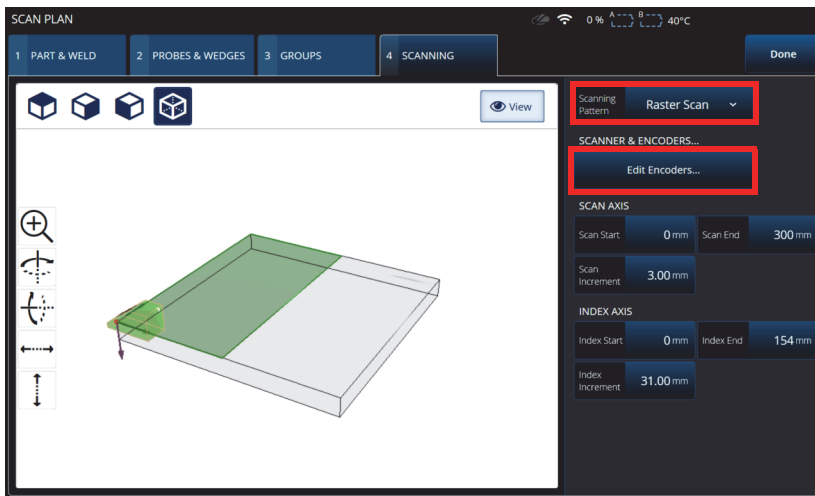 SCAN PLAN
0 % A B 40°C
1 PART & WELD 2 PROBES & WEDGES 3 GROUPS 4 SCANNING Done
View
Scanning
Pattern
Raster Scan
SCANNER & ENCODERS...
Edit Encoders...
SCAN AXIS
Scan Start 0 mm Scan End 300 mm
Scan
Increment
3.00 mm
INDEX AXIS
Index Start 0 mm Index End 154 mm
Index
Increment
31.00 mm